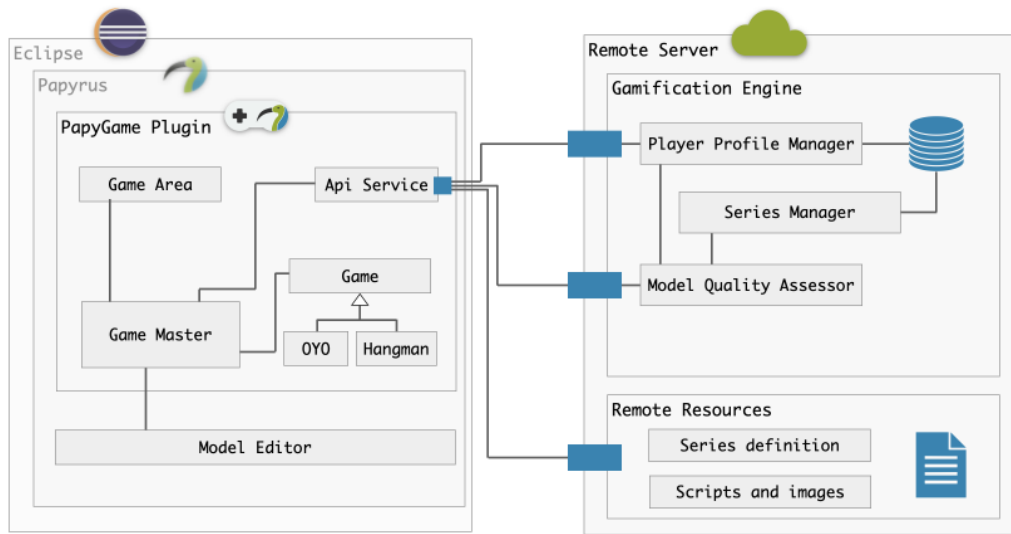 Eclipse
Papyrus
PapyGame Plugin
Game Area
Api Service
Game
Game Master
OYO
Hangman
Model Editor
Remote Server
Gamification Engine
Player Profile Manager
Series Manager
Model Quality Assessor
Remote Resources
Series definition
Scripts and images